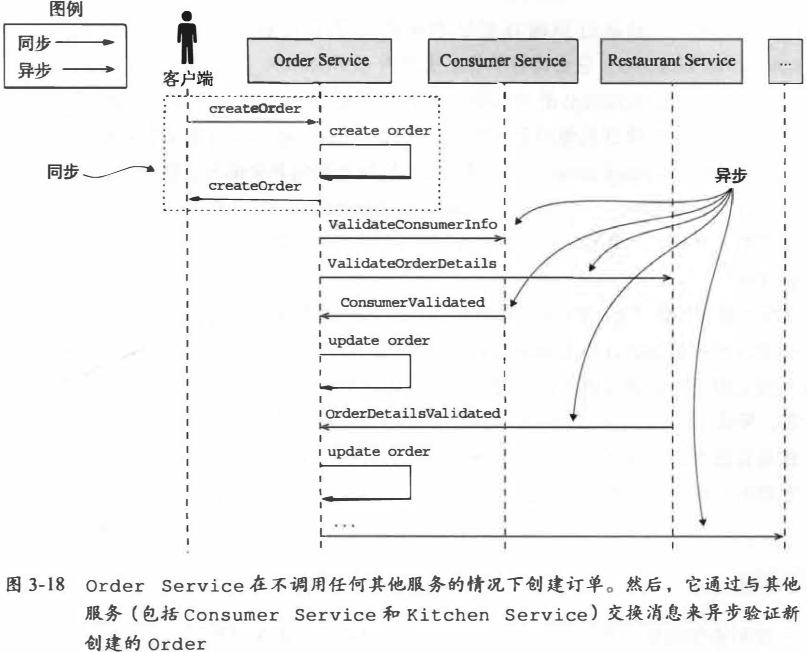 图例
同步
异步
客户端
Order Service
Consumer Service
Restaurant Service
...
createOrder
create order
同步
createOrder
异步
ValidateConsumerInfo
ValidateOrderDetails
ConsumerValidated
update order
OrderDetailsValidated
update order
...
图 3-18 Order Service 在不调用任何其他服务的情况下创建订单。然后，它通过与其他
服务（包括 Consumer Service 和 Kitchen Service）交换消息来异步验证新
创建的 Order